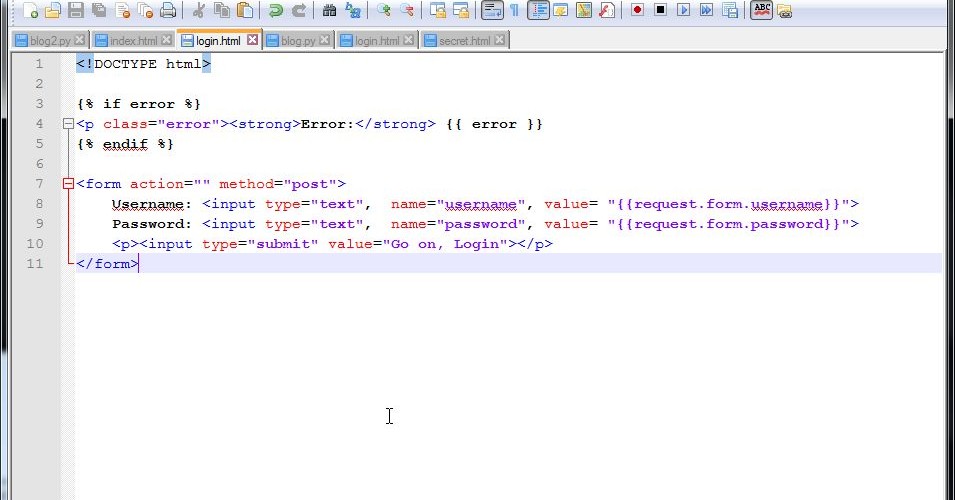 ABC
blog2.py index.html login.html blog.py login.html secret.html
1 <!DOCTYPE html>
2
3 {% if error %}
4 <p class="error"><strong>Error:</strong> {{ error }}
5 {% endif %}
6
7 <form action="" method="post">
8 Username: <input type="text",  name="username", value= "{{request.form.username}}">
9 Password: <input type="text",  name="password", value= "{{request.form.password}}">
10 <p><input type="submit" value="Go on, Login"></p>
11 </form>